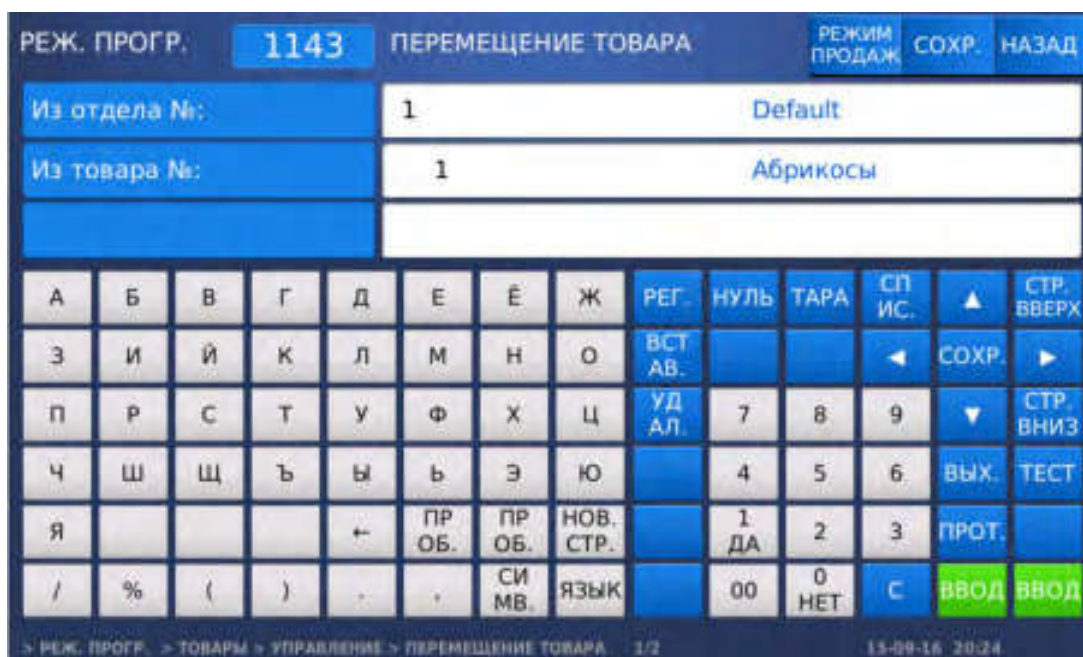 РЕЖ. ПРОГР. 1143 ПЕРЕМЕЩЕНИЕ ТОВАРА РЕЖИМ ПРОДАЖ СОХР. НАЗАД
Из отдела №: 1 Default
Из товара №: 1 Абрикосы
А Б В Г Д Е Ё Ж РЕГ. НУЛЬ ТАРА СП ИС. ▲ СТР. ВВЕРХ
З И Й К Л М Н О ВСТ АВ. ◄ СОХР. ►
П Р С Т У Ф Х Ц УД АЛ. 7 8 9 ▼ СТР. ВНИЗ
Ч Ш Щ Ъ Ы Ь Э Ю 4 5 6 ВЫХ. ТЕСТ
Я ← ПР ОБ. ПР ОБ. НОВ. СТР. 1 ДА 2 3 ПРОТ.
/ % ( ) . , СИ МВ. ЯЗЫК 00 0 НЕТ С ВВОД ВВОД
> РЕЖ. ПРОГР. > ТОВАРЫ > УПРАВЛЕНИЕ > ПЕРЕМЕЩЕНИЕ ТОВАРА 1/2 15-09-16 20:24